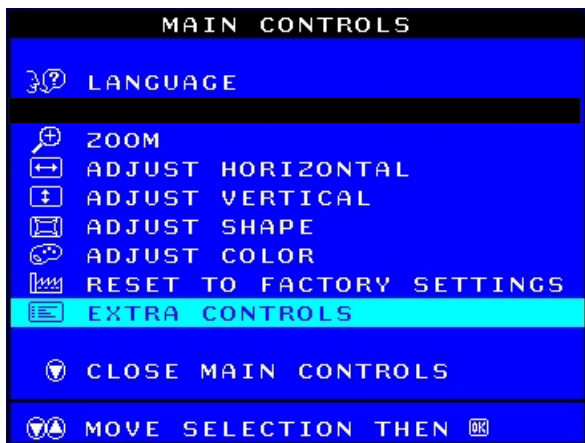 MAIN CONTROLS
LANGUAGE
ZOOM
ADJUST HORIZONTAL
ADJUST VERTICAL
ADJUST SHAPE
ADJUST COLOR
RESET TO FACTORY SETTINGS
EXTRA CONTROLS
CLOSE MAIN CONTROLS
MOVE SELECTION THEN OK